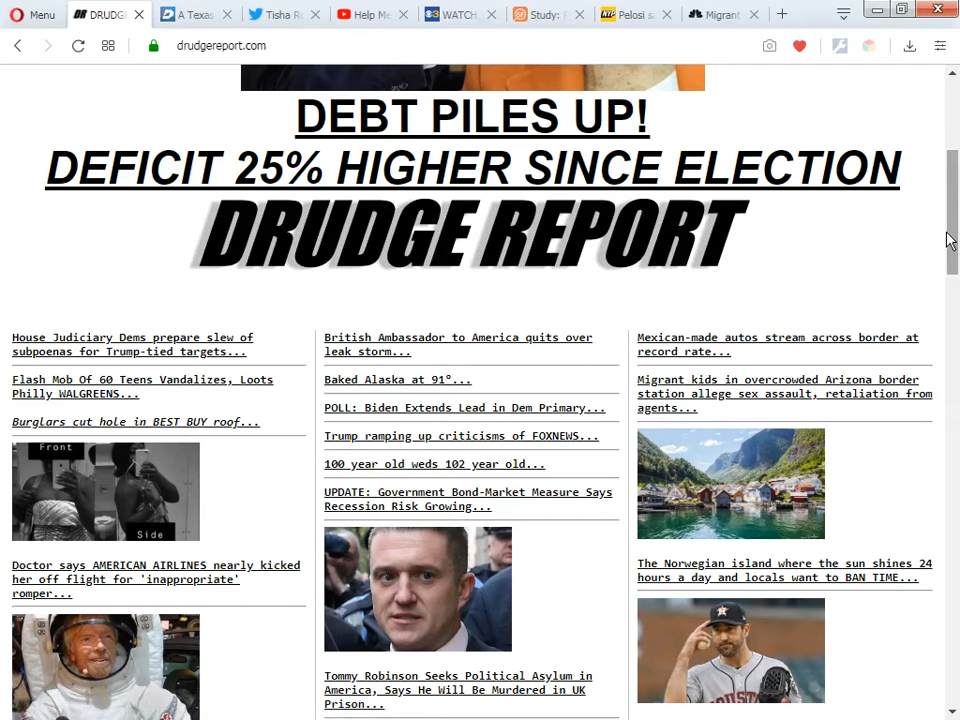 Menu
DRUDG
A Texas
Tisha R
Help Me
WATCH
Study: F
Pelosi sa
Migrant
drudgereport.com
DEBT PILES UP!
DEFICIT 25% HIGHER SINCE ELECTION
DRUDGE REPORT
House Judiciary Dems prepare slew of
subpoenas for Trump-tied targets...
Flash Mob Of 60 Teens Vandalizes, Loots
Philly WALGREENS...
Burglars cut hole in BEST BUY roof...
Front
Side
Doctor says AMERICAN AIRLINES nearly kicked
her off flight for 'inappropriate'
romper...
British Ambassador to America quits over
leak storm...
Baked Alaska at 91°...
POLL: Biden Extends Lead in Dem Primary...
Trump ramping up criticisms of FOXNEWS...
100 year old weds 102 year old...
UPDATE: Government Bond-Market Measure Says
Recession Risk Growing...
Tommy Robinson Seeks Political Asylum in
America, Says He Will Be Murdered in UK
Prison...
Mexican-made autos stream across border at
record rate...
Migrant kids in overcrowded Arizona border
station allege sex assault, retaliation from
agents...
The Norwegian island where the sun shines 24
hours a day and locals want to BAN TIME...